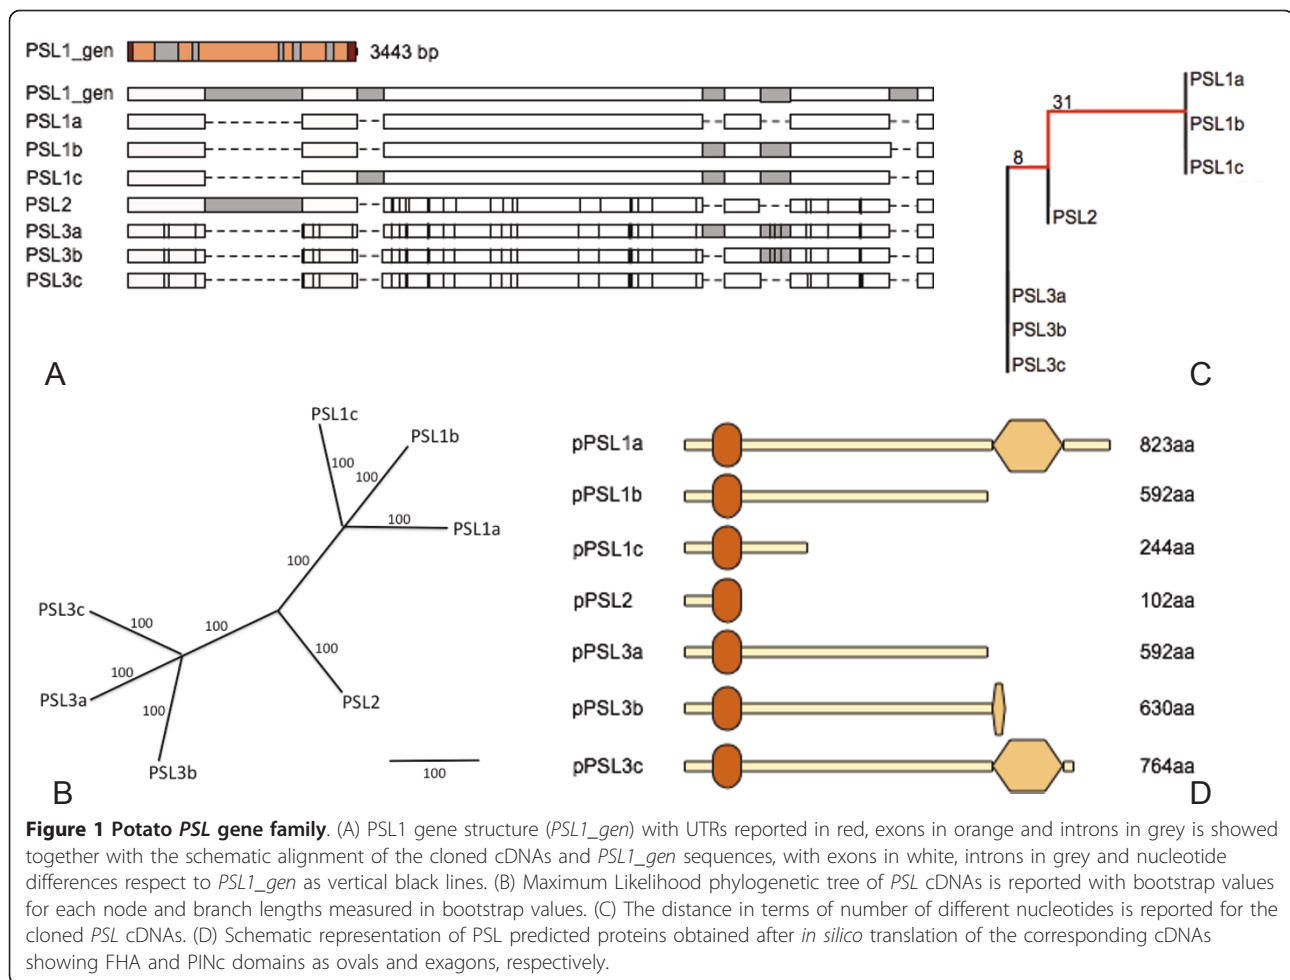 PSL1_gen
3443 bp
PSL1_gen
PSL1a
PSL1b
PSL1c
PSL2
PSL3a
PSL3b
PSL3c
A
31
8
PSL1a
PSL1b
PSL1c
PSL2
PSL3a
PSL3b
PSL3c
C
PSL1c
PSL1b
100
100
100
PSL1a
100
PSL3c
100
100
100
100
PSL3a
100
PSL2
PSL3b
100
B
pPSL1a 823aa
pPSL1b 592aa
pPSL1c 244aa
pPSL2 102aa
pPSL3a 592aa
pPSL3b 630aa
pPSL3c 764aa
D
Figure 1 Potato PSL gene family. (A) PSL1 gene structure (PSL1_gen) with UTRs reported in red, exons in orange and introns in grey is showed
together with the schematic alignment of the cloned cDNAs and PSL1_gen sequences, with exons in white, introns in grey and nucleotide
differences respect to PSL1_gen as vertical black lines. (B) Maximum Likelihood phylogenetic tree of PSL cDNAs is reported with bootstrap values
for each node and branch lengths measured in bootstrap values. (C) The distance in terms of number of different nucleotides is reported for the
cloned PSL cDNAs. (D) Schematic representation of PSL predicted proteins obtained after in silico translation of the corresponding cDNAs
showing FHA and PINc domains as ovals and exagons, respectively.